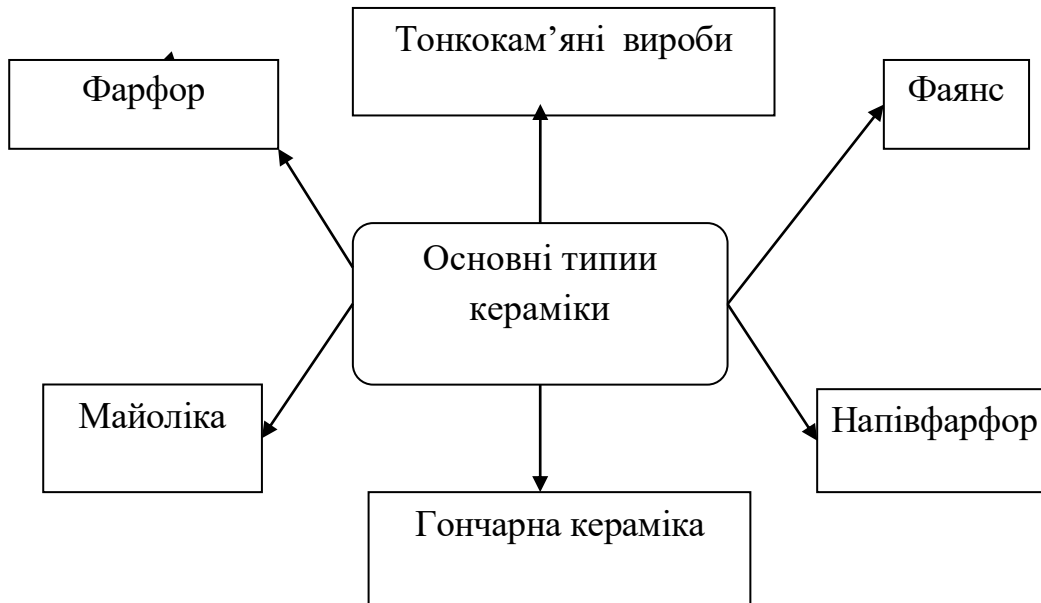 Тонкокам’яні  вироби
Фарфор
Фаянс
Основні типии
кераміки
Майоліка
Напівфарфор
Гончарна кераміка